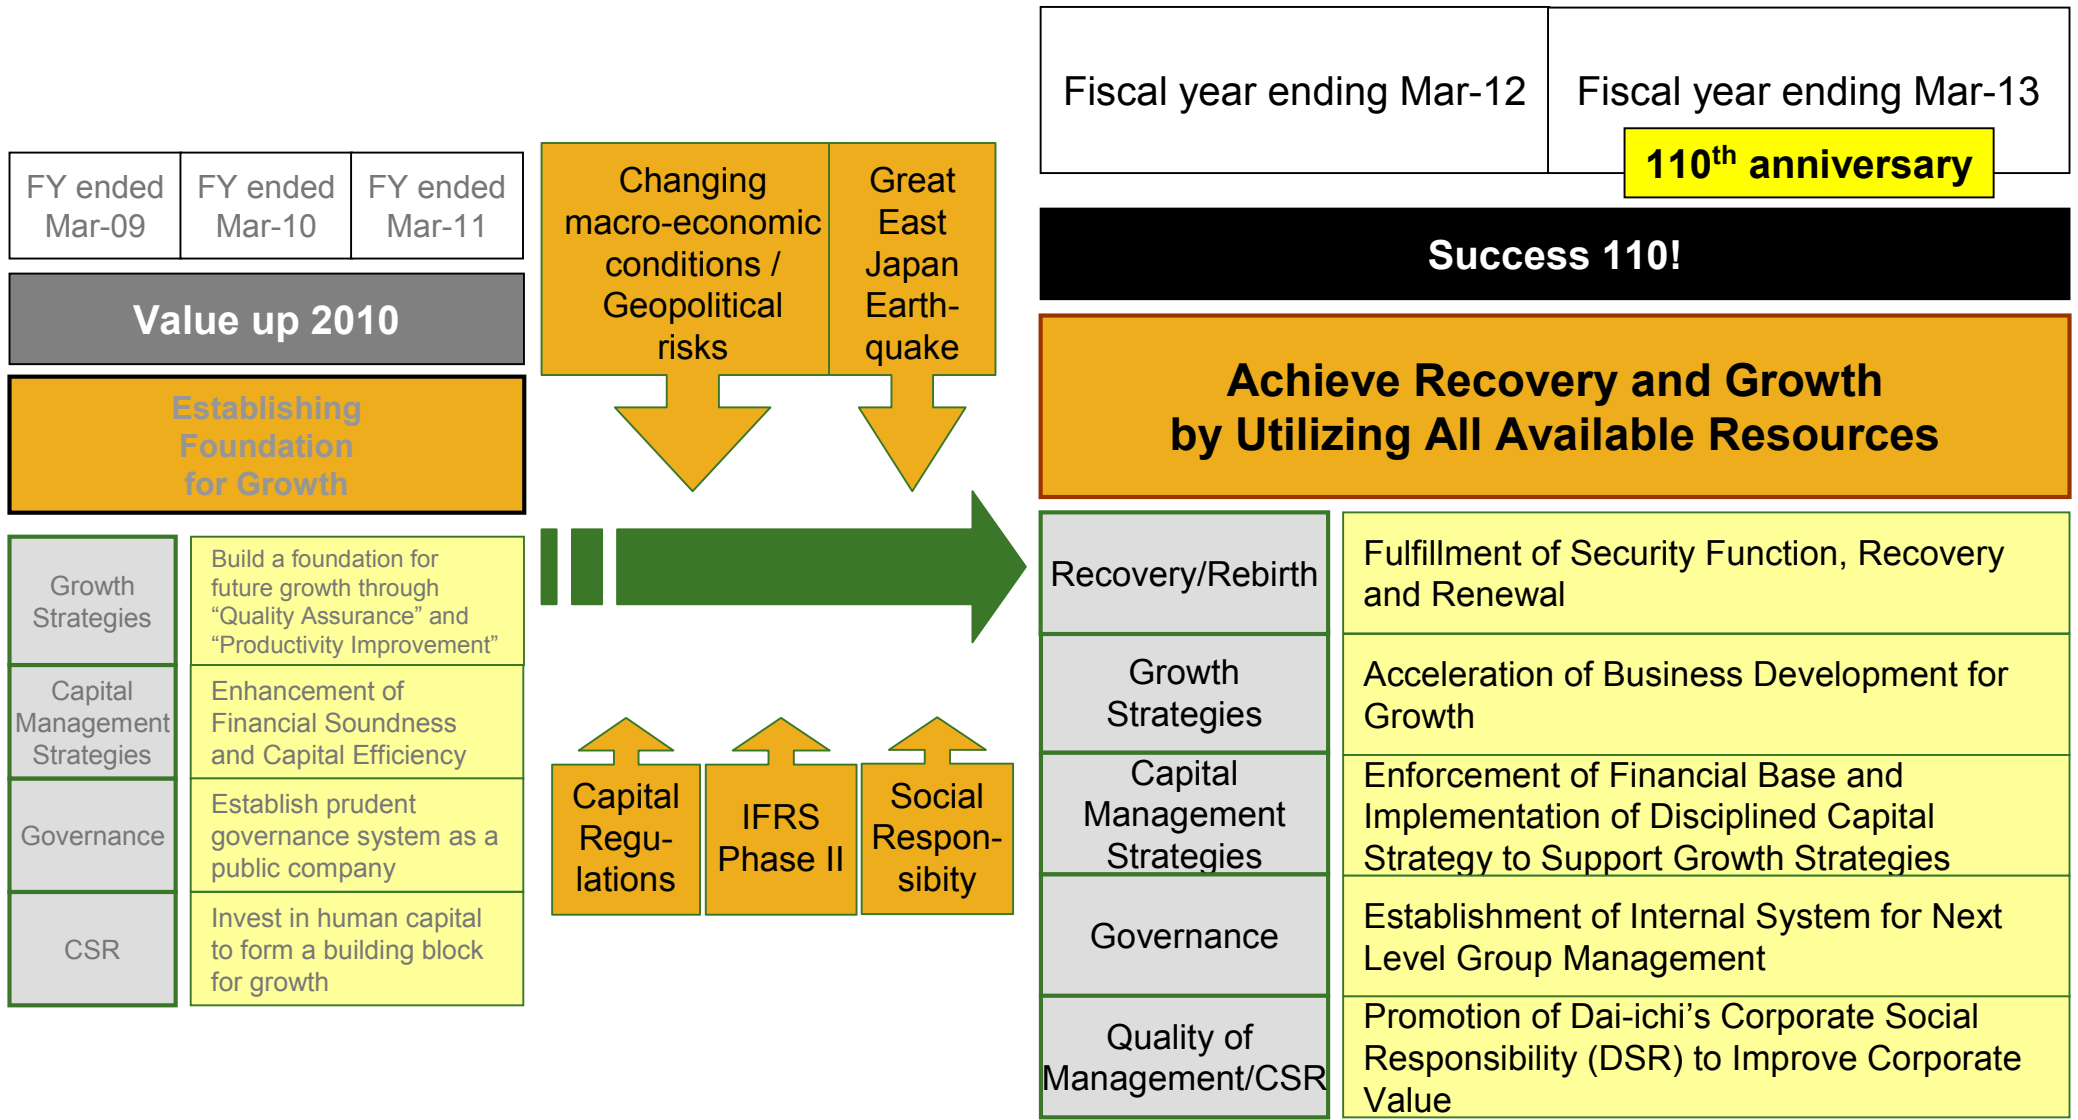 FY ended
Mar-09
FY ended
Mar-10
FY ended
Mar-11
Value up 2010
Establishing
Foundation
for Growth
Growth
Strategies
Build a foundation for
future growth through
“Quality Assurance” and
“Productivity Improvement”
Capital
Management
Strategies
Enhancement of
Financial Soundness
and Capital Efficiency
Governance
Establish prudent
governance system as a
public company
CSR
Invest in human capital
to form a building block
for growth
Changing
macro-economic
conditions /
Geopolitical
risks
Great
East
Japan
Earth-
quake
Capital
Regu-
lations
IFRS
Phase II
Social
Respon-
sibity
Fiscal year ending Mar-12
Fiscal year ending Mar-13
110th anniversary
Success 110!
Achieve Recovery and Growth
by Utilizing All Available Resources
Recovery/Rebirth
Fulfillment of Security Function, Recovery
and Renewal
Growth
Strategies
Acceleration of Business Development for
Growth
Capital
Management
Strategies
Enforcement of Financial Base and
Implementation of Disciplined Capital
Strategy to Support Growth Strategies
Governance
Establishment of Internal System for Next
Level Group Management
Quality of
Management/CSR
Promotion of Dai-ichi’s Corporate Social
Responsibility (DSR) to Improve Corporate
Value